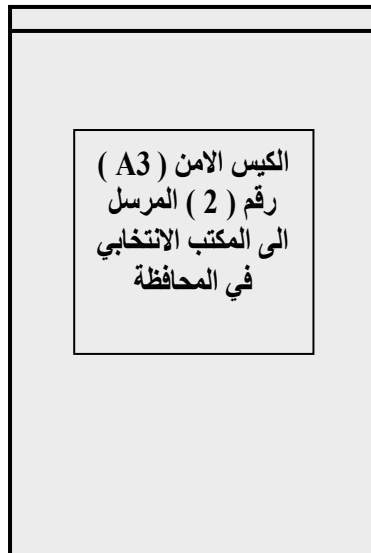 الكيس الامن ( A3 )
رقم ( 2 ) المرسل
الى المكتب الانتخابي
في المحافظة